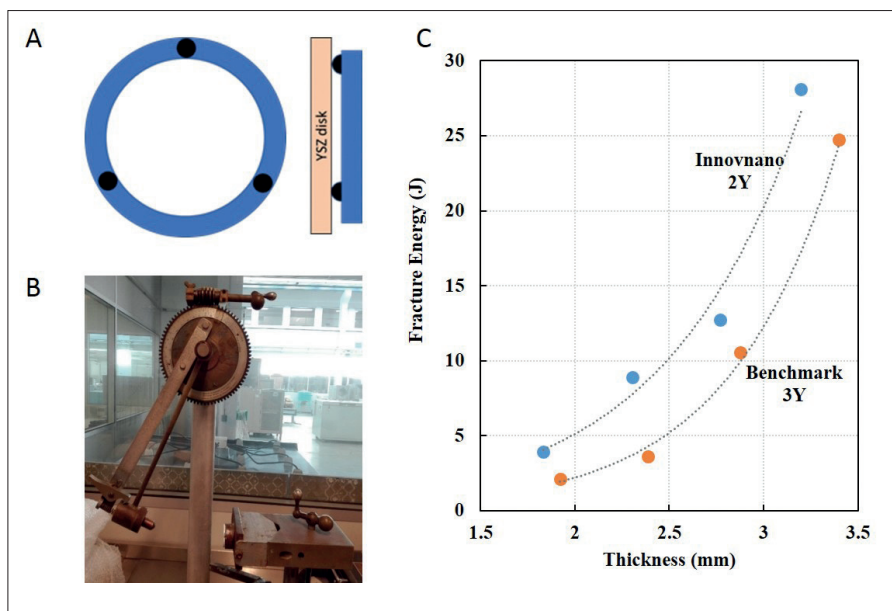 A
YSZ disk
B
C
30
25
20
15
10
5
0
Fracture Energy (J)
Innovnano
2Y
Benchmark
3Y
1.5 2 2.5 3 3.5
Thickness (mm)